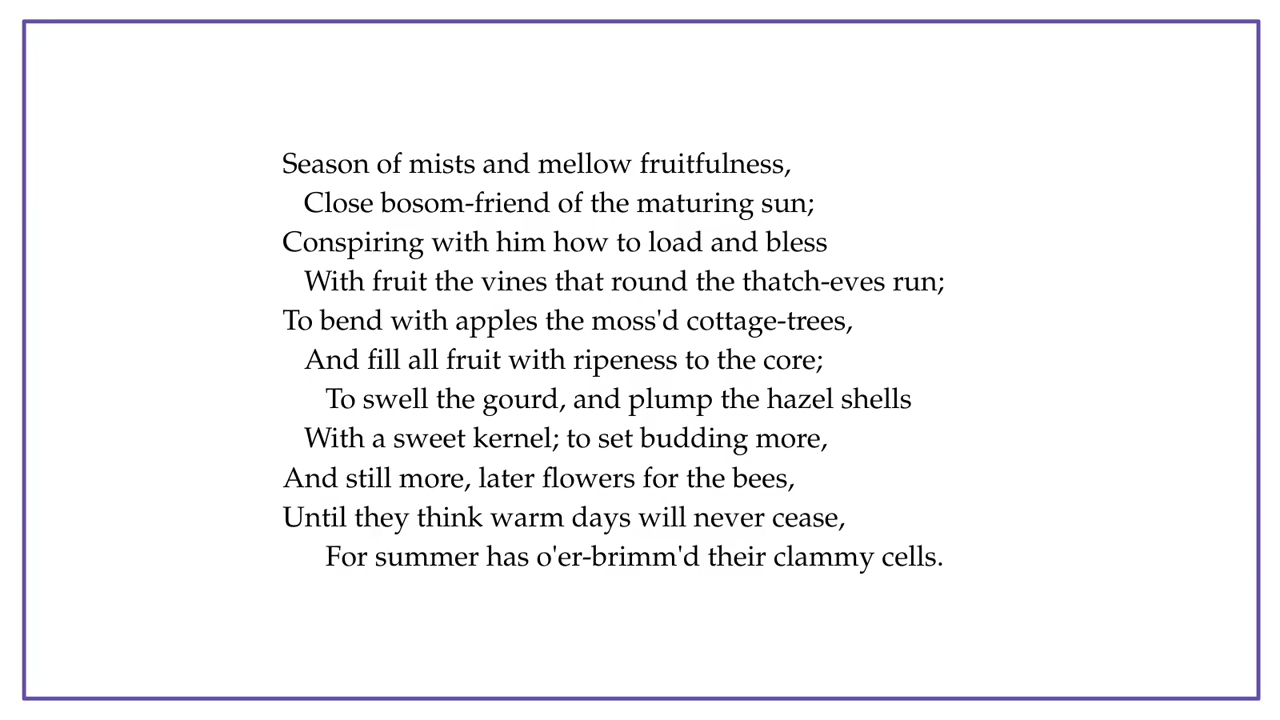 Season of mists and mellow fruitfulness,
Close bosom-friend of the maturing sun;
Conspiring with him how to load and bless
With fruit the vines that round the thatch-eves run;
To bend with apples the moss'd cottage-trees,
And fill all fruit with ripeness to the core;
To swell the gourd, and plump the hazel shells
With a sweet kernel; to set budding more,
And still more, later flowers for the bees,
Until they think warm days will never cease,
For summer has o'er-brimm'd their clammy cells.